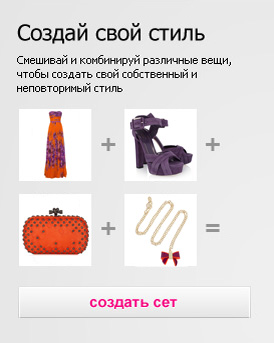 Создай свой стиль
Смешивай и комбинируй различные вещи,
чтобы создать свой собственный и
неповторимый стиль
+ +
+ =
создать сет